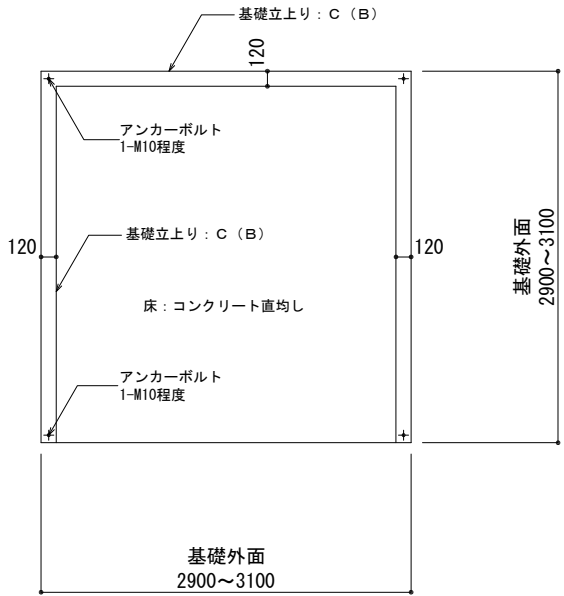 基礎立上り：Ｃ（Ｂ）
120
アンカーボルト
1-M10程度
120
基礎立上り：Ｃ（Ｂ）
120
床：コンクリート直均し
基礎外面
2900～3100
アンカーボルト
1-M10程度
基礎外面
2900～3100